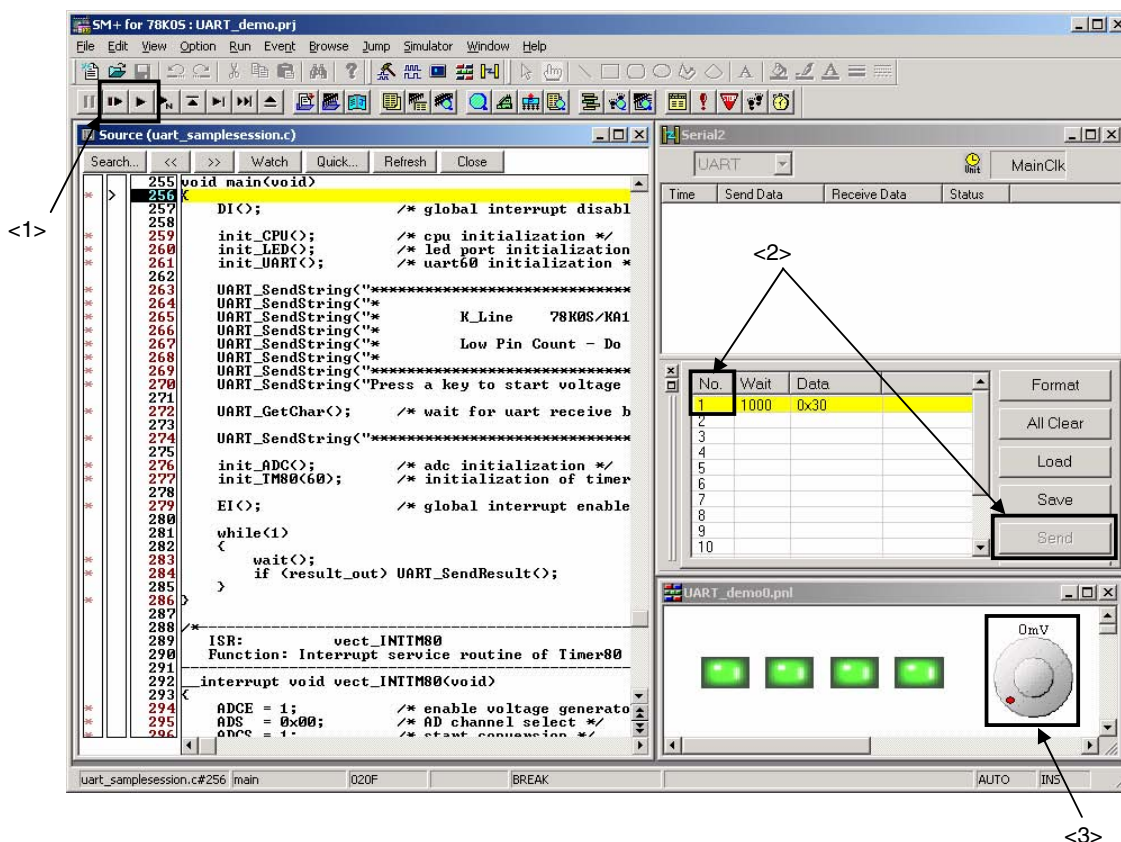 SM+ for 78K0S : UART_demo.prj
File Edit View Option Run Event Browse Jump Simulator Window Help
Source (uart_samplesession.c)
Search... << >> Watch Quick... Refresh Close
255 void main(void)
* > 256 {
257 DI(); /* global interrupt disabl
258
* 259 init_CPU(); /* cpu initialization */
* 260 init_LED(); /* led port initialization
* 261 init_UART(); /* uart60 initialization *
262
* 263 UART_SendString("*******************************
* 264 UART_SendString("*
* 265 UART_SendString("* K_Line 78K0S/KA1
* 266 UART_SendString("*
* 267 UART_SendString("* Low Pin Count - Do
* 268 UART_SendString("*
* 269 UART_SendString("*******************************
* 270 UART_SendString("Press a key to start voltage
271
* 272 UART_GetChar(); /* wait for uart receive b
273
* 274 UART_SendString("*******************************
275
* 276 init_ADC(); /* adc initialization */
* 277 init_TM80(60); /* initialization of timer
278
* 279 EI(); /* global interrupt enable
280
281 while(1)
282 {
* 283 wait();
* 284 if (result_out) UART_SendResult();
285 }
* 286 }
287
288 /*-----------------------------------------------
289 ISR: vect_INTTM80
290 Function: Interrupt service routine of Timer80
291 -------------------------------------------------
292 __interrupt void vect_INTTM80(void)
293 {
* 294 ADCE = 1; /* enable voltage generato
* 295 ADS = 0x00; /* AD channel select */
* 296 ADCS = 1; /* start conversion */
Serial2
UART Unit MainClk
Time Send Data Receive Data Status
No. Wait Data
1 1000 0x30
2
3
4
5
6
7
8
9
10
Format
All Clear
Load
Save
Send
UART_demo0.pnl
0mV
uart_samplesession.c#256 main 020F BREAK AUTO INS
<1>
<2>
<3>